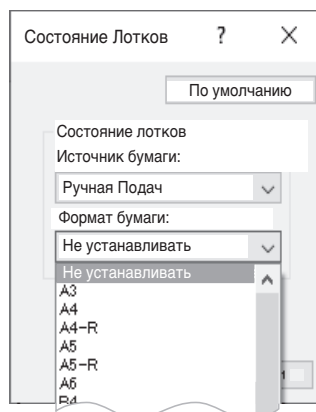 Состояние Лотков ? ×
По умолчанию
Состояние лотков
Источник бумаги:
Ручная Подач
Формат бумаги:
Не устанавливать
Не устанавливать
A3
A4
A4-R
A5
A5-R
A6
B4